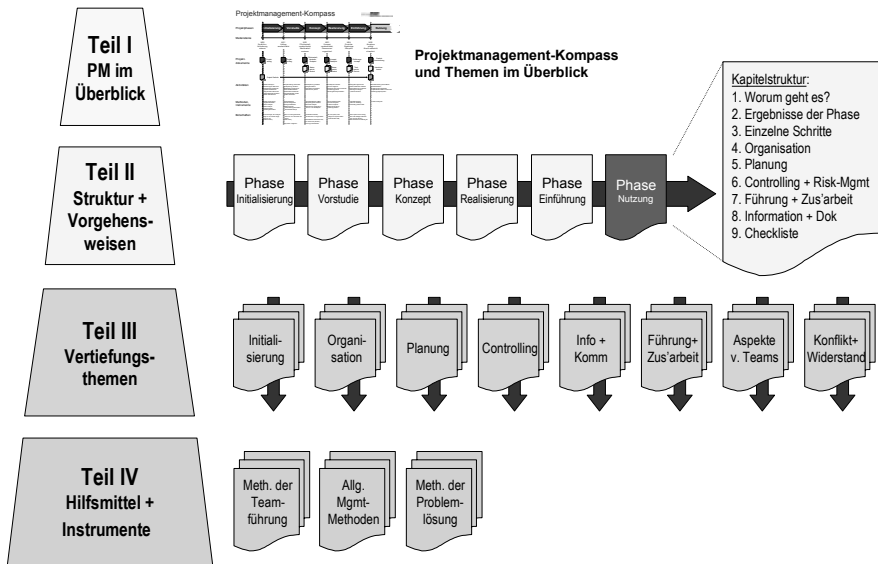 Teil I
PM im
Überblick
Projektmanagement-Kompass
Projektmanagement-Kompass
und Themen im Überblick
Kapitelstruktur:
1. Worum geht es?
2. Ergebnisse der Phase
3. Einzelne Schritte
4. Organisation
5. Planung
6. Controlling + Risk-Mgmt
7. Führung + Zus'arbeit
8. Information + Dok
9. Checkliste
Teil II
Struktur +
Vorgehens-
weisen
Phase
Initialisierung
Phase
Vorstudie
Phase
Konzept
Phase
Realisierung
Phase
Einführung
Phase
Nutzung
Teil III
Vertiefungs-
themen
Initiali-
sierung
Organi-
sation
Planung
Controlling
Info +
Komm
Führung+
Zus'arbeit
Aspekte
v. Teams
Konflikt+
Widerstand
Teil IV
Hilfsmittel +
Instrumente
Meth. der
Team-
führung
Allg.
Mgmt-
Methoden
Meth. der
Problem-
lösung